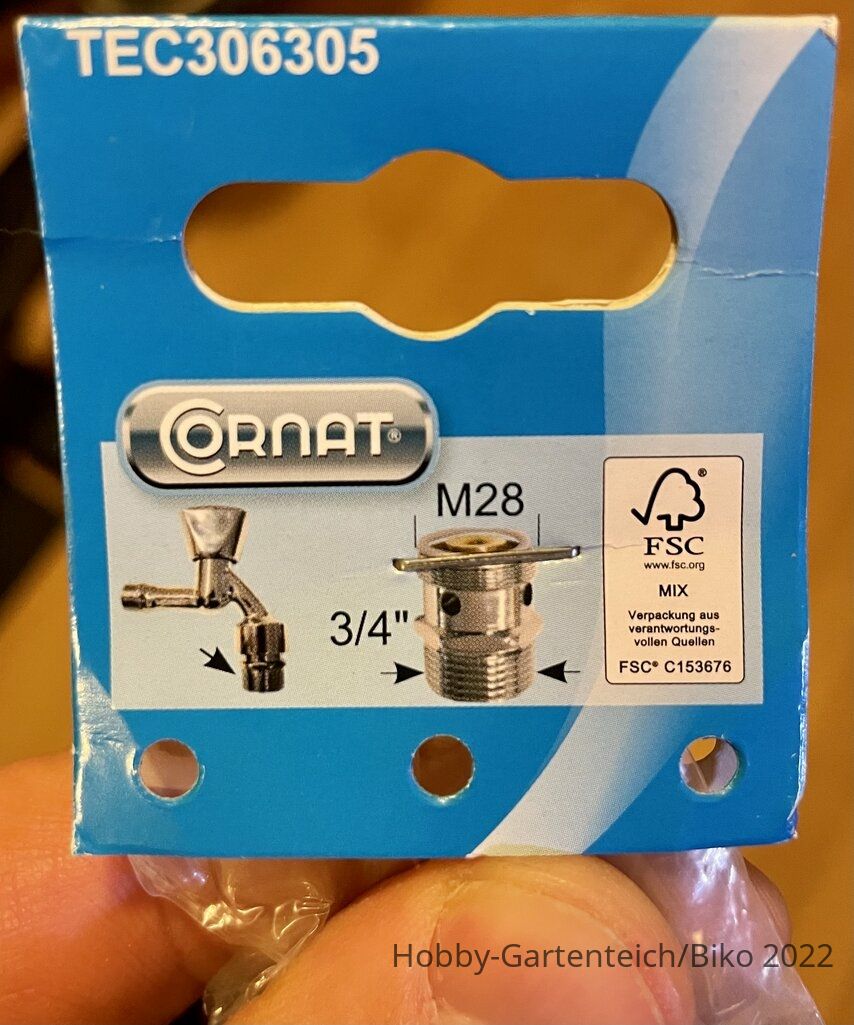 TEC306305
CORNAT®
M28
3/4"
FSC®
www.fsc.org
MIX
Verpackung aus
verantwortungs-
vollen Quellen
FSC® C153676
Hobby-Gartenteich/Biko 2022